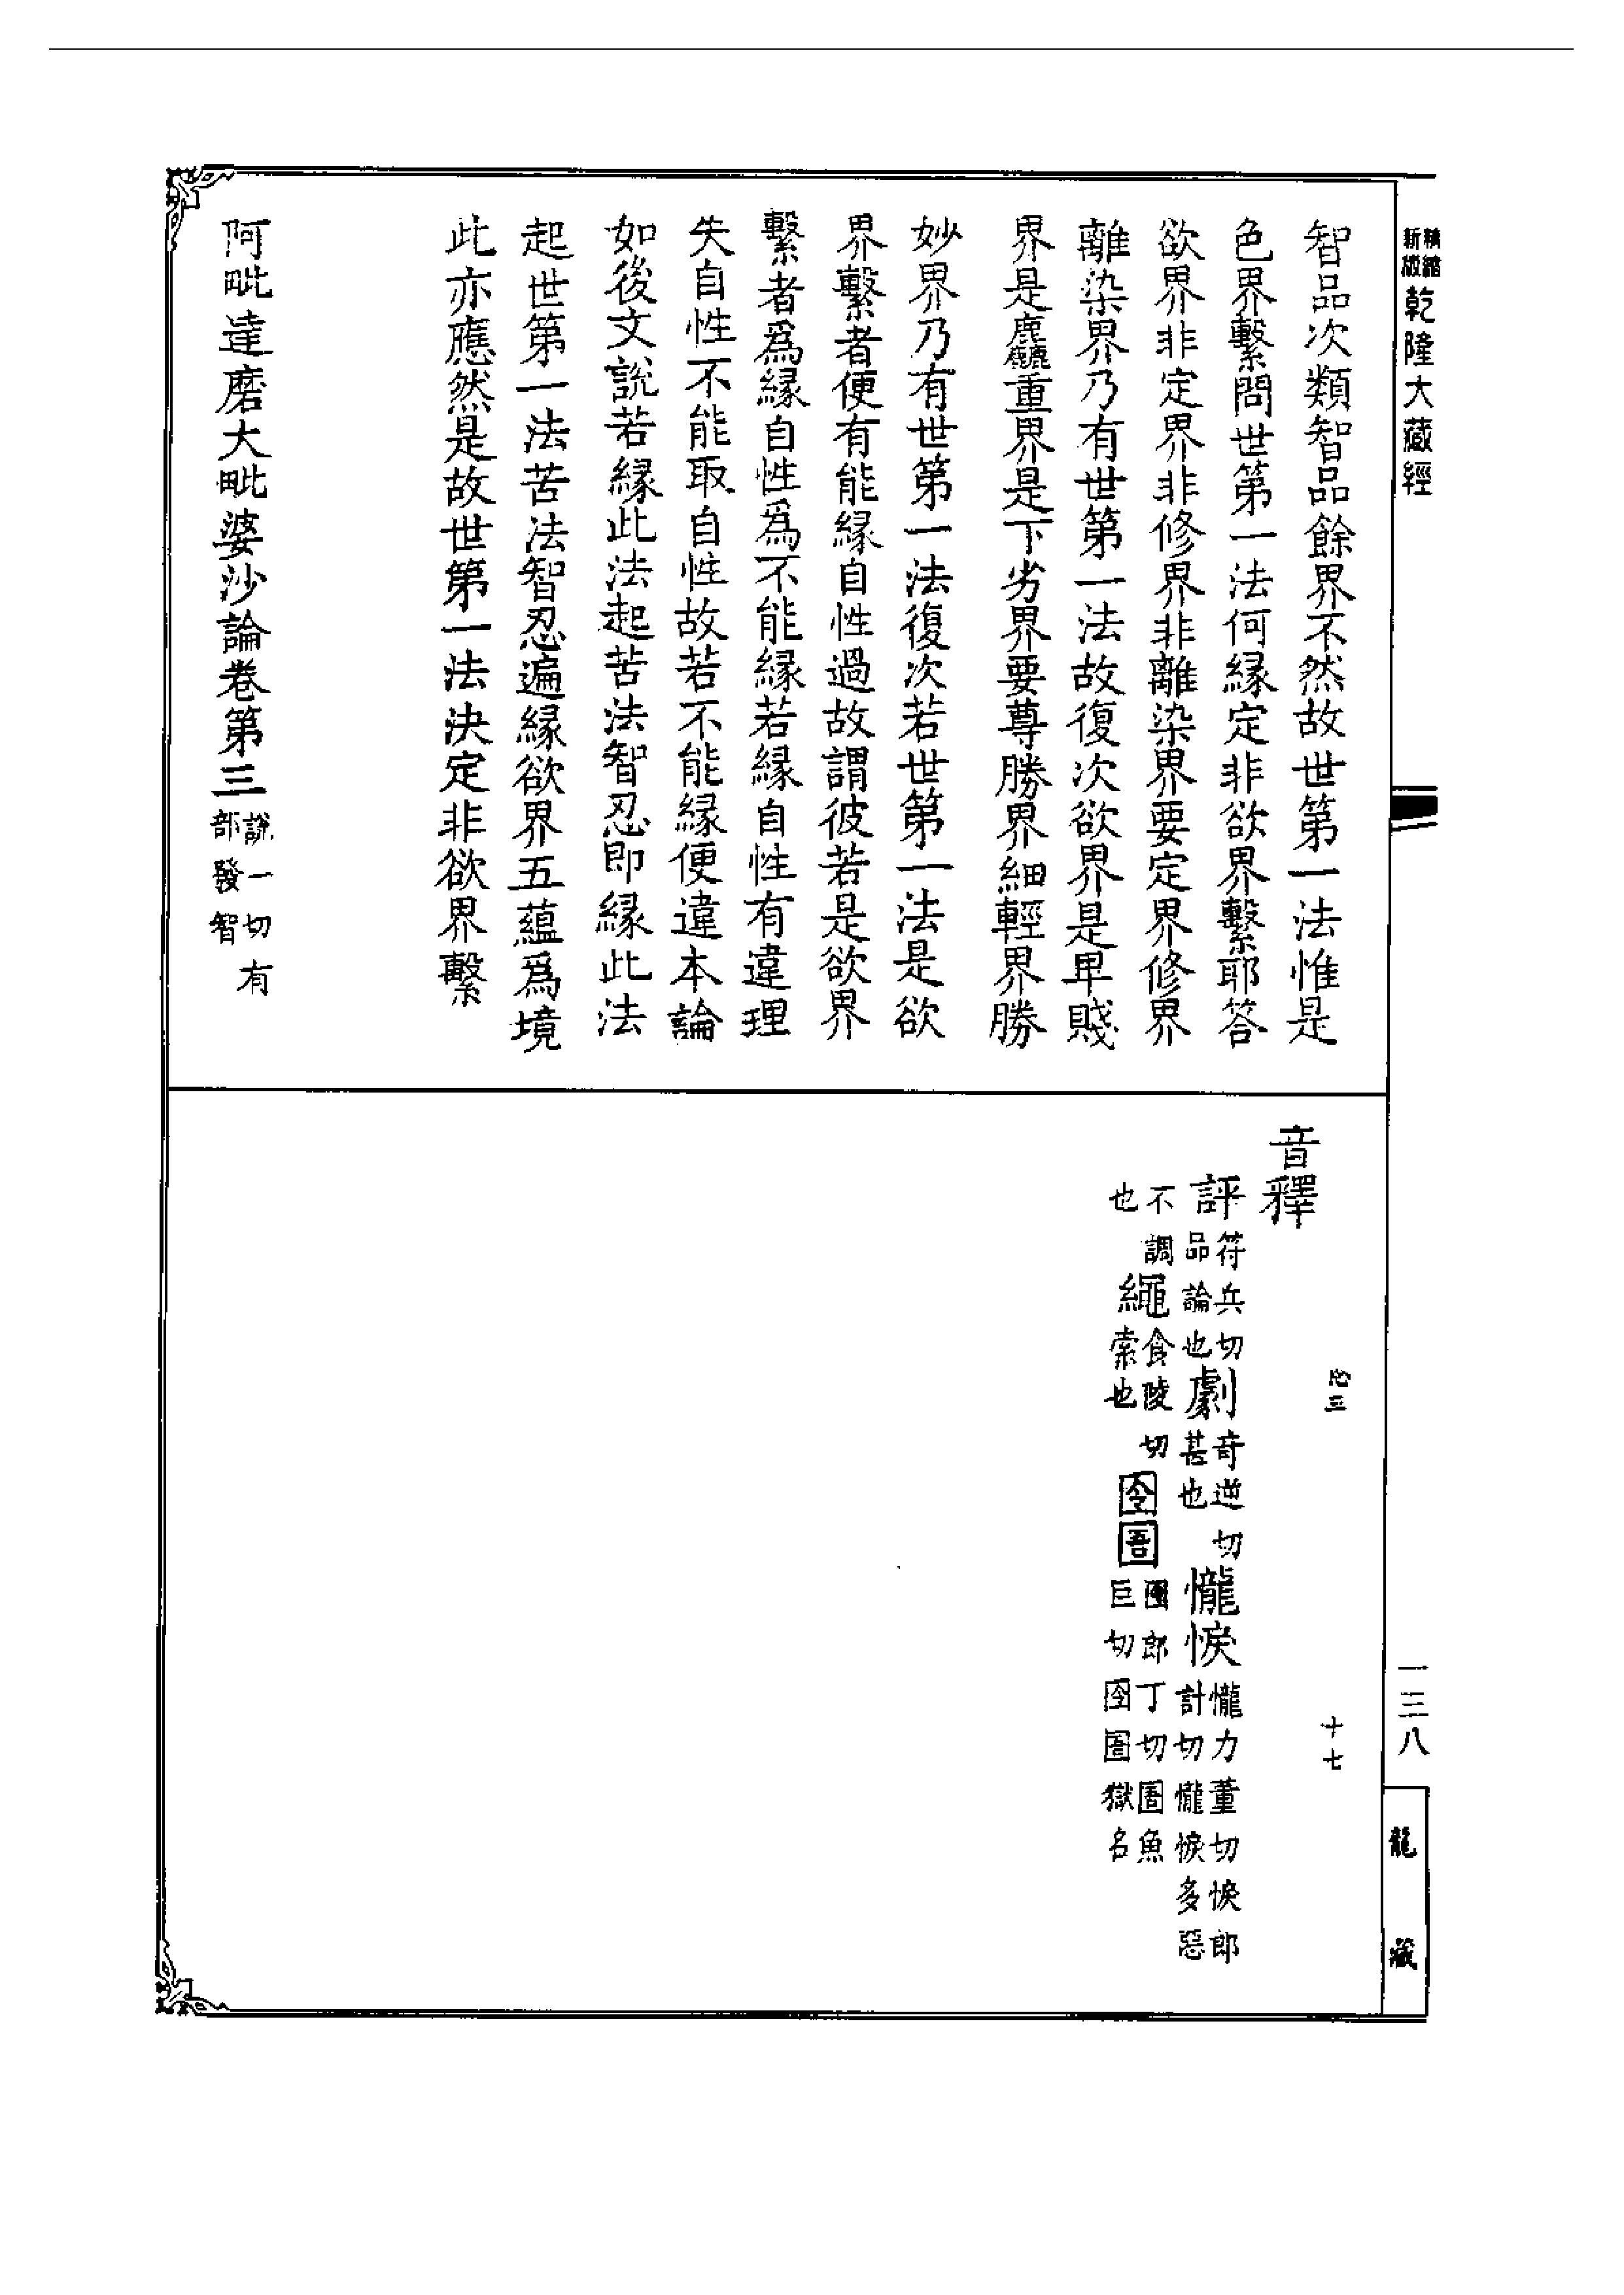 新精
版縮
乾隆大藏經
一三八
龍藏
智品次類智品餘界不然故世第一法惟是
色界繫問世第一法何緣定非欲界繫耶答
欲界非定界非修界非離染界要定界修界
離染界乃有世第一法故復次欲界是卑賤
界是麤重界是下劣界要尊勝界細輕界勝
妙界乃有世第一法復次若世第一法是欲
界繫者便有能緣自性過故謂彼若是欲界
繫者爲緣自性爲不能緣若緣自性有違理
失自性不能取自性故若不能緣便違本論
如後文說若緣此法起苦法智忍即緣此法
起世第一法苦法智忍遍緣欲界五蘊爲境
此亦應然是故世第一法決定非欲界繫
阿毗達磨大毗婆沙論卷第三 說一切有
部發智
三
十七
音釋
評 符兵切
品論也
劇 奇逆切
甚也
㦕悷 㦕力董切悷郎
計切㦕悷多惡
不調
也
繩 食陵切
索也
囹圄 囹郎丁切圄魚
巨切囹圄獄名